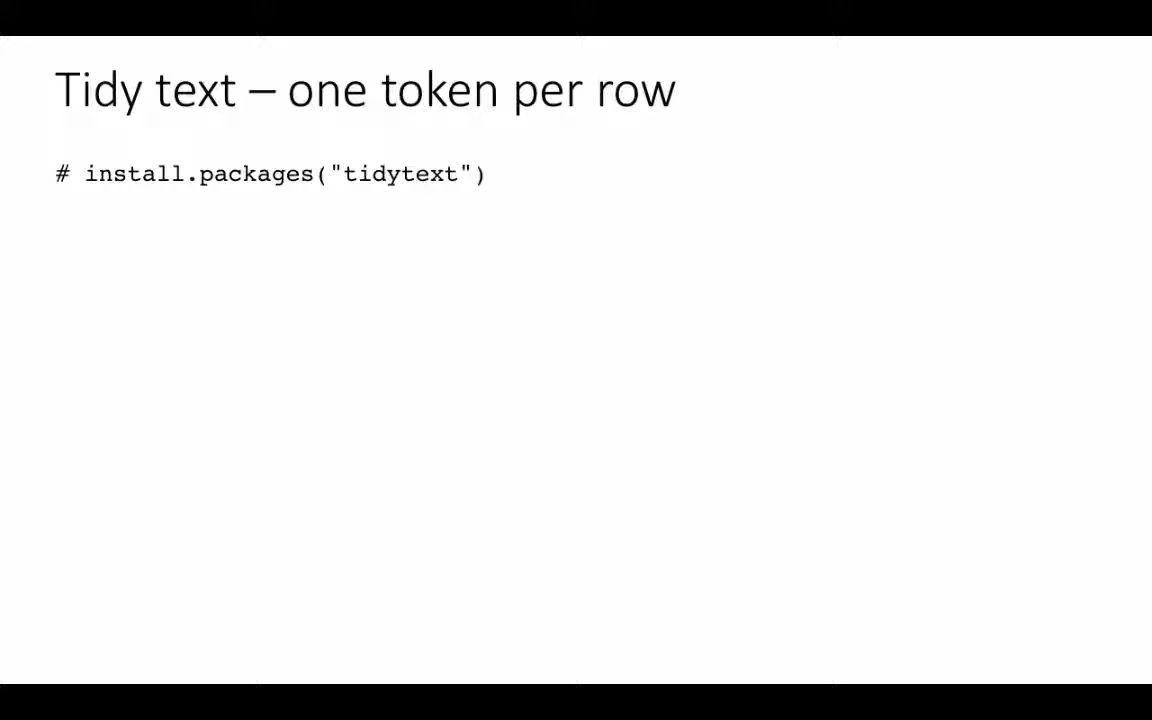 Tidy text – one token per row
# install.packages("tidytext")